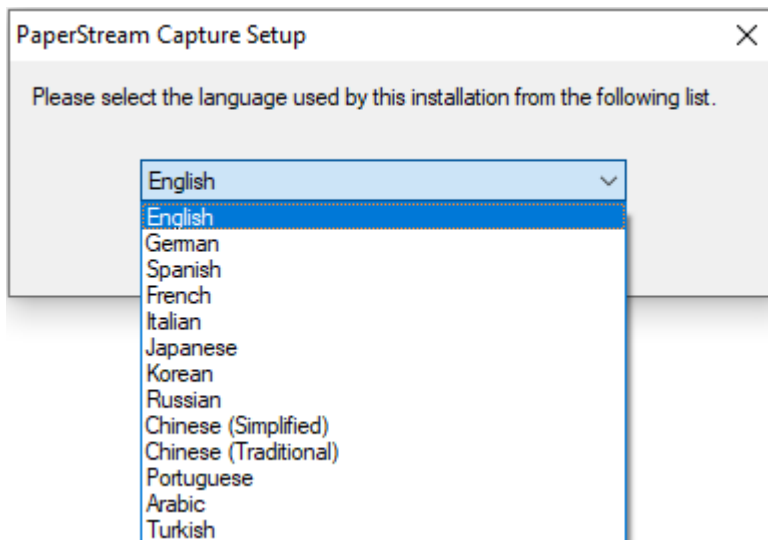 PaperStream Capture Setup
Please select the language used by this installation from the following list.
English
English
German
Spanish
French
Italian
Japanese
Korean
Russian
Chinese (Simplified)
Chinese (Traditional)
Portuguese
Arabic
Turkish